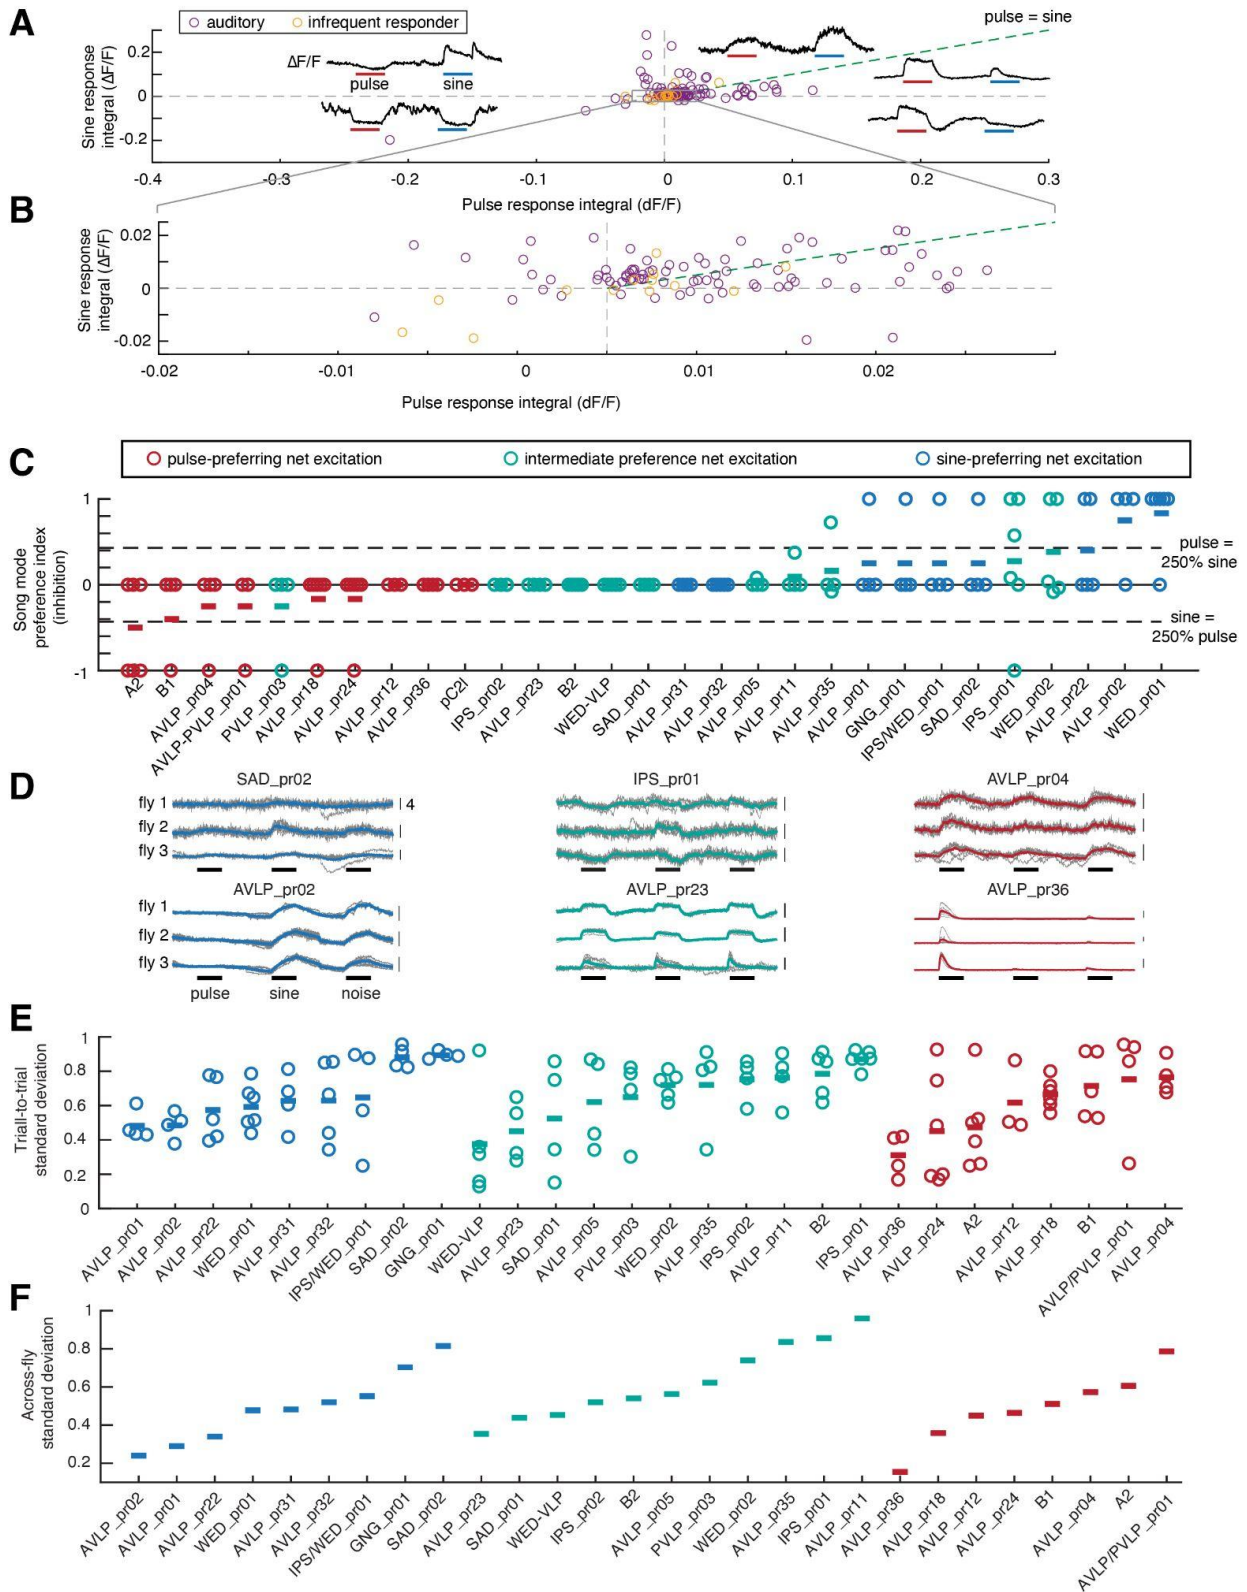 A
auditory
infrequent responder
pulse = sine
Sine response
integral (ΔF/F)
0.2
0
-0.2
ΔF/F
pulse
sine
-0.4
-0.3
-0.2
-0.1
0
0.1
0.2
0.3
Pulse response integral (dF/F)
B
Sine response
integral (ΔF/F)
0.02
0
-0.02
-0.02
-0.01
0
0.01
0.02
Pulse response integral (dF/F)
C
pulse-preferring net excitation
intermediate preference net excitation
sine-preferring net excitation
Song mode
preference index
(inhibition)
1
0
-1
pulse =
250% sine
sine =
250% pulse
A2
B1
AVLP_pr04
AVLP-PVLP_pr01
PVLP_pr03
AVLP_pr18
AVLP_pr24
AVLP_pr12
AVLP_pr36
pC2l
IPS_pr02
AVLP_pr23
B2
WED-VLP
SAD_pr01
AVLP_pr31
AVLP_pr32
AVLP_pr05
AVLP_pr11
AVLP_pr35
AVLP_pr01
GNG_pr01
IPS/WED_pr01
SAD_pr02
IPS_pr01
WED_pr02
AVLP_pr22
AVLP_pr02
WED_pr01
D
SAD_pr02
IPS_pr01
AVLP_pr04
fly 1
4
fly 2
fly 3
AVLP_pr02
AVLP_pr23
AVLP_pr36
fly 1
fly 2
fly 3
pulse
sine
noise
E
Triall-to-trial
standard deviation
1
0.8
0.6
0.4
0.2
0
AVLP_pr01
AVLP_pr02
AVLP_pr22
WED_pr01
AVLP_pr31
AVLP_pr32
IPS/WED_pr01
SAD_pr02
GNG_pr01
WED-VLP
AVLP_pr23
SAD_pr01
AVLP_pr05
PVLP_pr03
WED_pr02
AVLP_pr35
IPS_pr02
AVLP_pr11
B2
IPS_pr01
AVLP_pr36
AVLP_pr24
A2
AVLP_pr12
AVLP_pr18
B1
AVLP/PVLP_pr01
AVLP_pr04
F
Across-fly
standard deviation
1
0.8
0.6
0.4
0.2
AVLP_pr02
AVLP_pr01
AVLP_pr22
WED_pr01
AVLP_pr31
AVLP_pr32
IPS/WED_pr01
GNG_pr01
SAD_pr02
AVLP_pr23
SAD_pr01
WED-VLP
IPS_pr02
B2
AVLP_pr05
PVLP_pr03
WED_pr02
AVLP_pr35
IPS_pr01
AVLP_pr11
AVLP_pr36
AVLP_pr18
AVLP_pr12
AVLP_pr24
B1
AVLP_pr04
A2
AVLP/PVLP_pr01